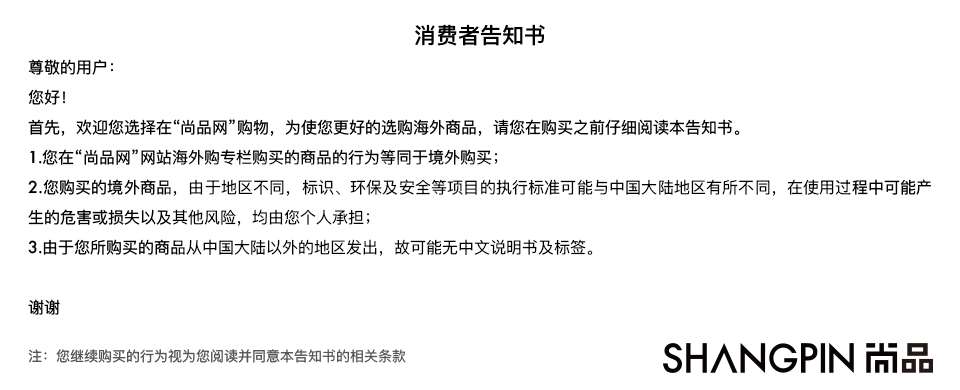 消费者告知书
尊敬的用户：
您好！
首先，欢迎您选择在“尚品网”购物，为使您更好的选购海外商品，请您在购买之前仔细阅读本告知书。
1.您在“尚品网”网站海外购专栏购买的商品的行为等同于境外购买；
2.您购买的境外商品，由于地区不同，标识、环保及安全等项目的执行标准可能与中国大陆地区有所不同，在使用过程中可能产
生的危害或损失以及其他风险，均由您个人承担；
3.由于您所购买的商品从中国大陆以外的地区发出，故可能无中文说明书及标签。
谢谢
注：您继续购买的行为视为您阅读并同意本告知书的相关条款
SHANGPIN 尚品